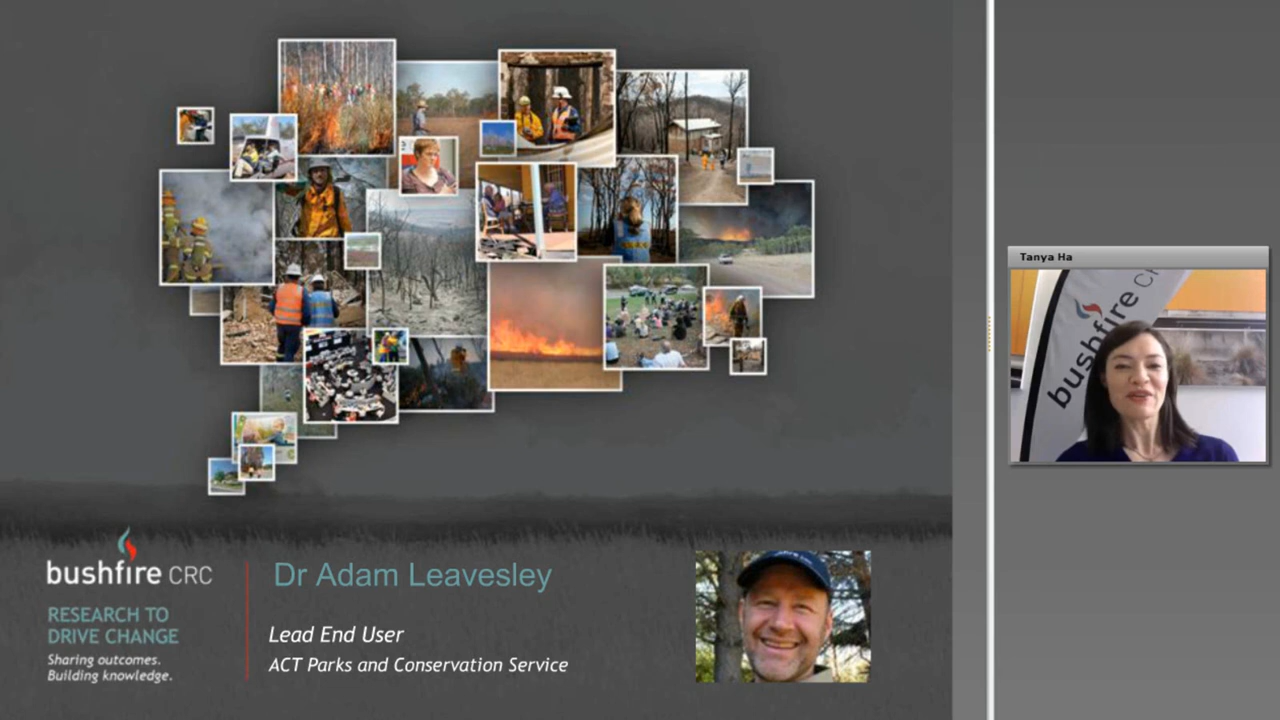 bushfire CRC
RESEARCH TO
DRIVE CHANGE
Sharing outcomes.
Building knowledge.
Dr Adam Leavesley
Lead End User
ACT Parks and Conservation Service
Tanya Ha
bushfire